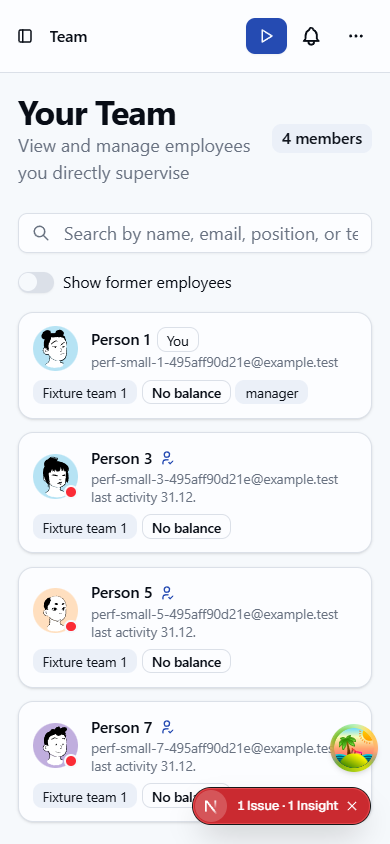 Team
Your Team
View and manage employees
you directly supervise
4 members
Search by name, email, position, or te
Show former employees
Person 1 You
perf-small-1-495aff90d21e@example.test
Fixture team 1 No balance manager
Person 3
perf-small-3-495aff90d21e@example.test
last activity 31.12.
Fixture team 1 No balance
Person 5
perf-small-5-495aff90d21e@example.test
last activity 31.12.
Fixture team 1 No balance
Person 7
perf-small-7-495aff90d21e@example.tes
last activity 31.12.
Fixture team 1 No bala
N 1 Issue · 1 Insight